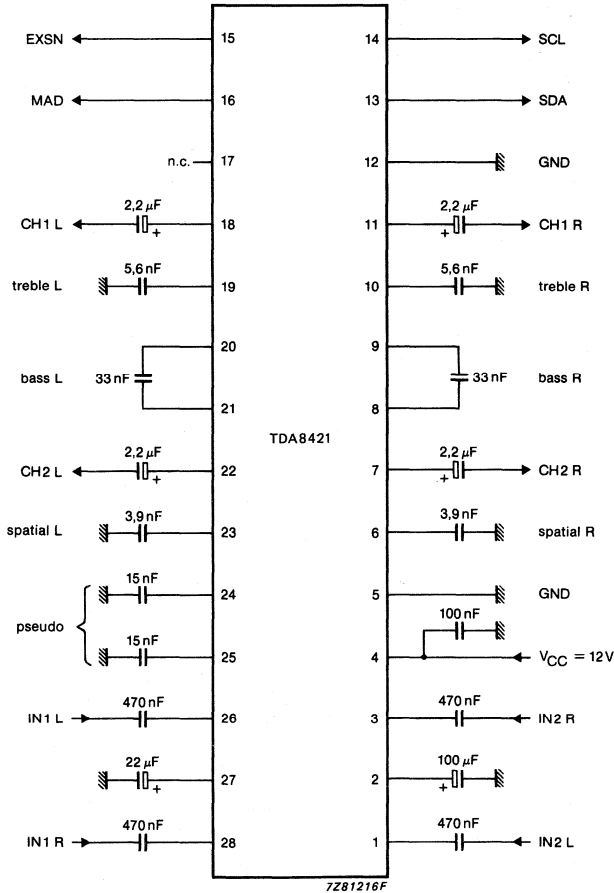 EXSN 15 14 SCL
MAD 16 13 SDA
n.c. 17 12 GND
2,2 μF 2,2 μF
CH1 L + 18 11 + CH1 R
5,6 nF 5,6 nF
treble L 19 10 treble R
20 9
bass L 33 nF 33 nF bass R
21 8
TDA8421
2,2 μF 2,2 μF
CH2 L + 22 7 + CH2 R
3,9 nF 3,9 nF
spatial L 23 6 spatial R
15 nF
24 5 GND
pseudo 100 nF
15 nF
25 4 VCC = 12V
470 nF 470 nF
IN1 L 26 3 IN2 R
22 μF 100 μF
+ 27 2 +
470 nF 470 nF
IN1 R 28 1 IN2 L
7Z81216F